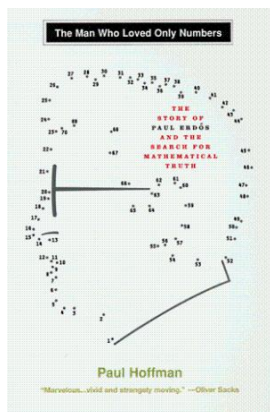 The Man Who Loved Only Numbers
THE
STORY OF
PAUL ERDŐS
AND THE
SEARCH FOR
MATHEMATICAL
TRUTH
Paul Hoffman
"Marvelous...vivid and strangely moving." —Oliver Sacks